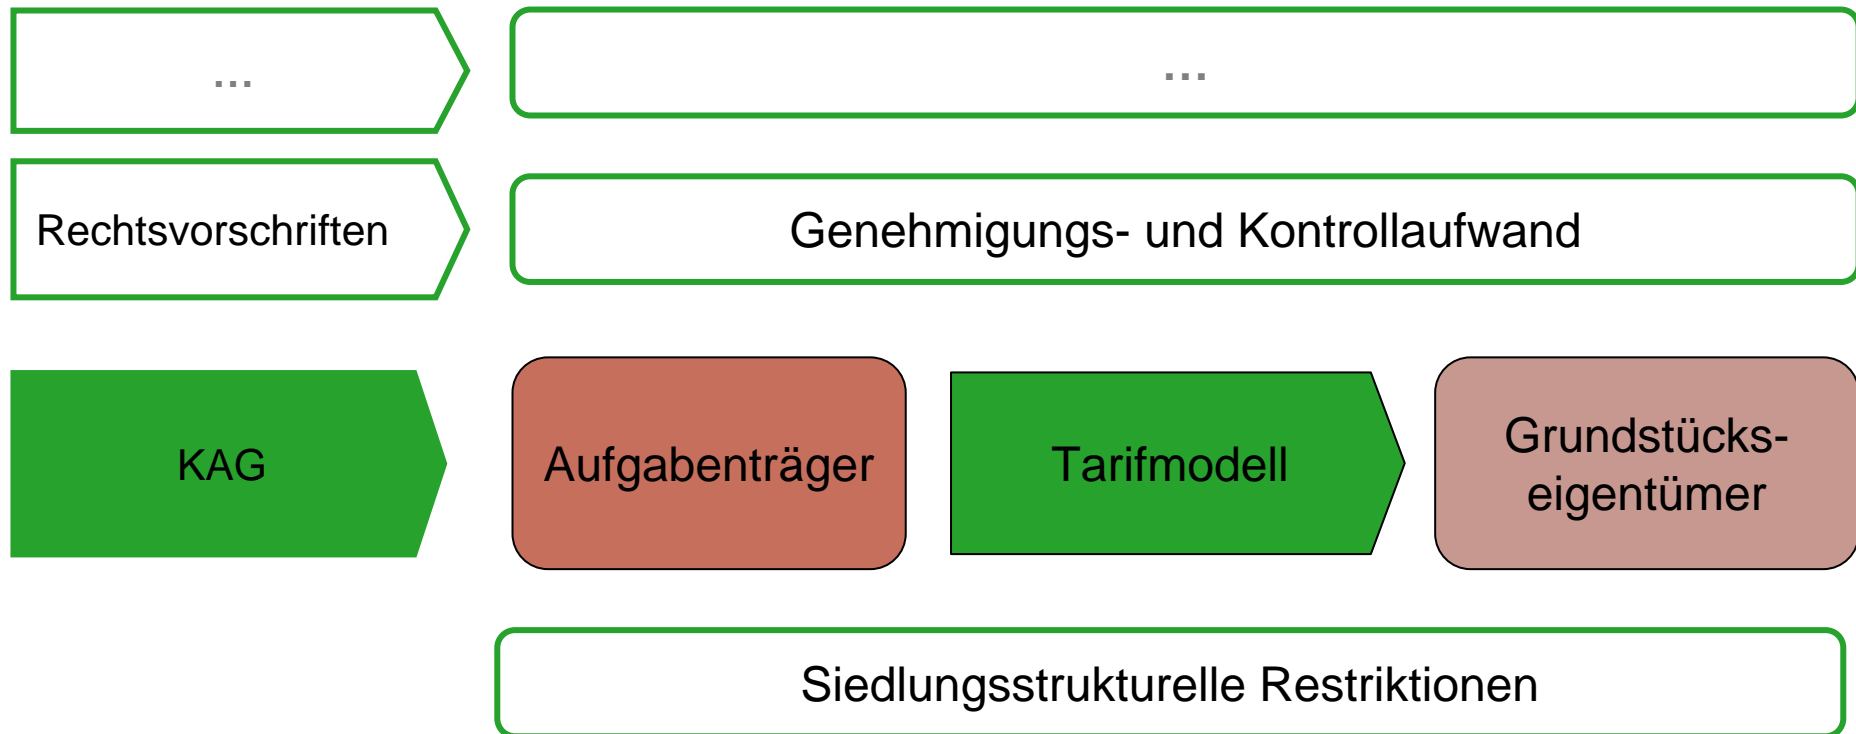 ...
...
Rechtsvorschriften
Genehmigungs- und Kontrollaufwand
KAG
Aufgabenträger
Tarifmodell
Grundstücks-
eigentümer
Siedlungsstrukturelle Restriktionen